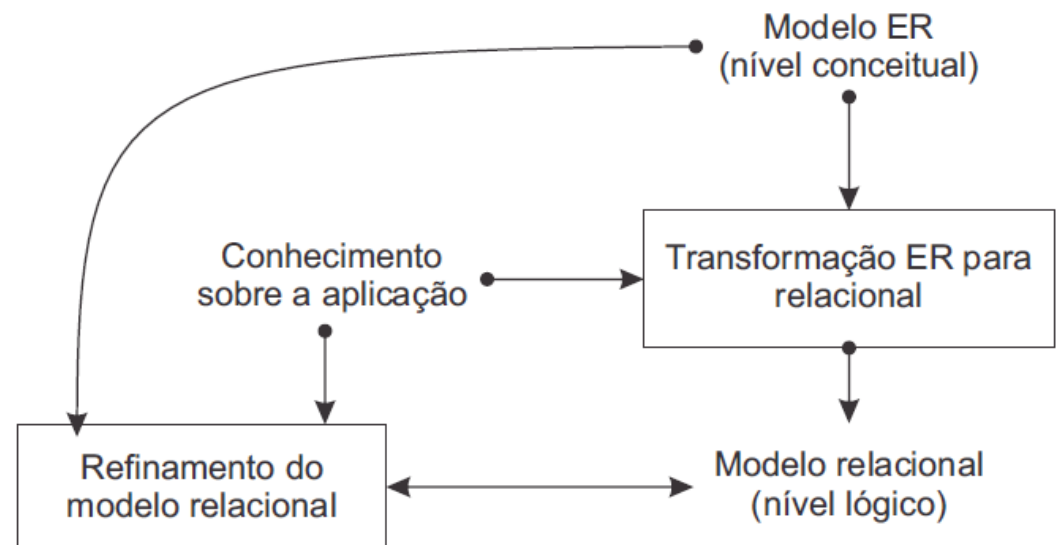 Modelo ER
(nível conceitual)
Conhecimento
sobre a aplicação
Transformação ER para
relacional
Refinamento do
modelo relacional
Modelo relacional
(nível lógico)